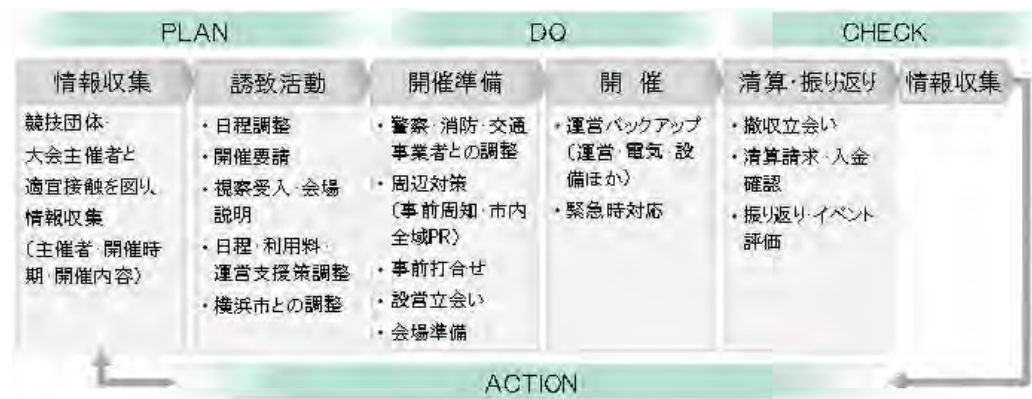 PLAN
DO
CHECK
情報収集
誘致活動
開催準備
開催
清算・振り返り
情報収集
競技団体・
大会主催者と
適宜接触を図り、
情報収集
(主催者・開催時
期・開催内容)
・日程調整
・開催要請
・視察受入・会場
説明
・日程・利用料・
運営支援策調整
・横浜市との調整
・警察・消防・交通
事業者との調整
・周辺対策
(事前周知・市内
全域PR)
・事前打合せ
・設営立会い
・会場準備
・運営バックアップ
(運営・電気・設
備ほか)
・緊急時対応
・撤収立会い
・清算請求・入金
確認
・振り返り・イベント
評価
ACTION